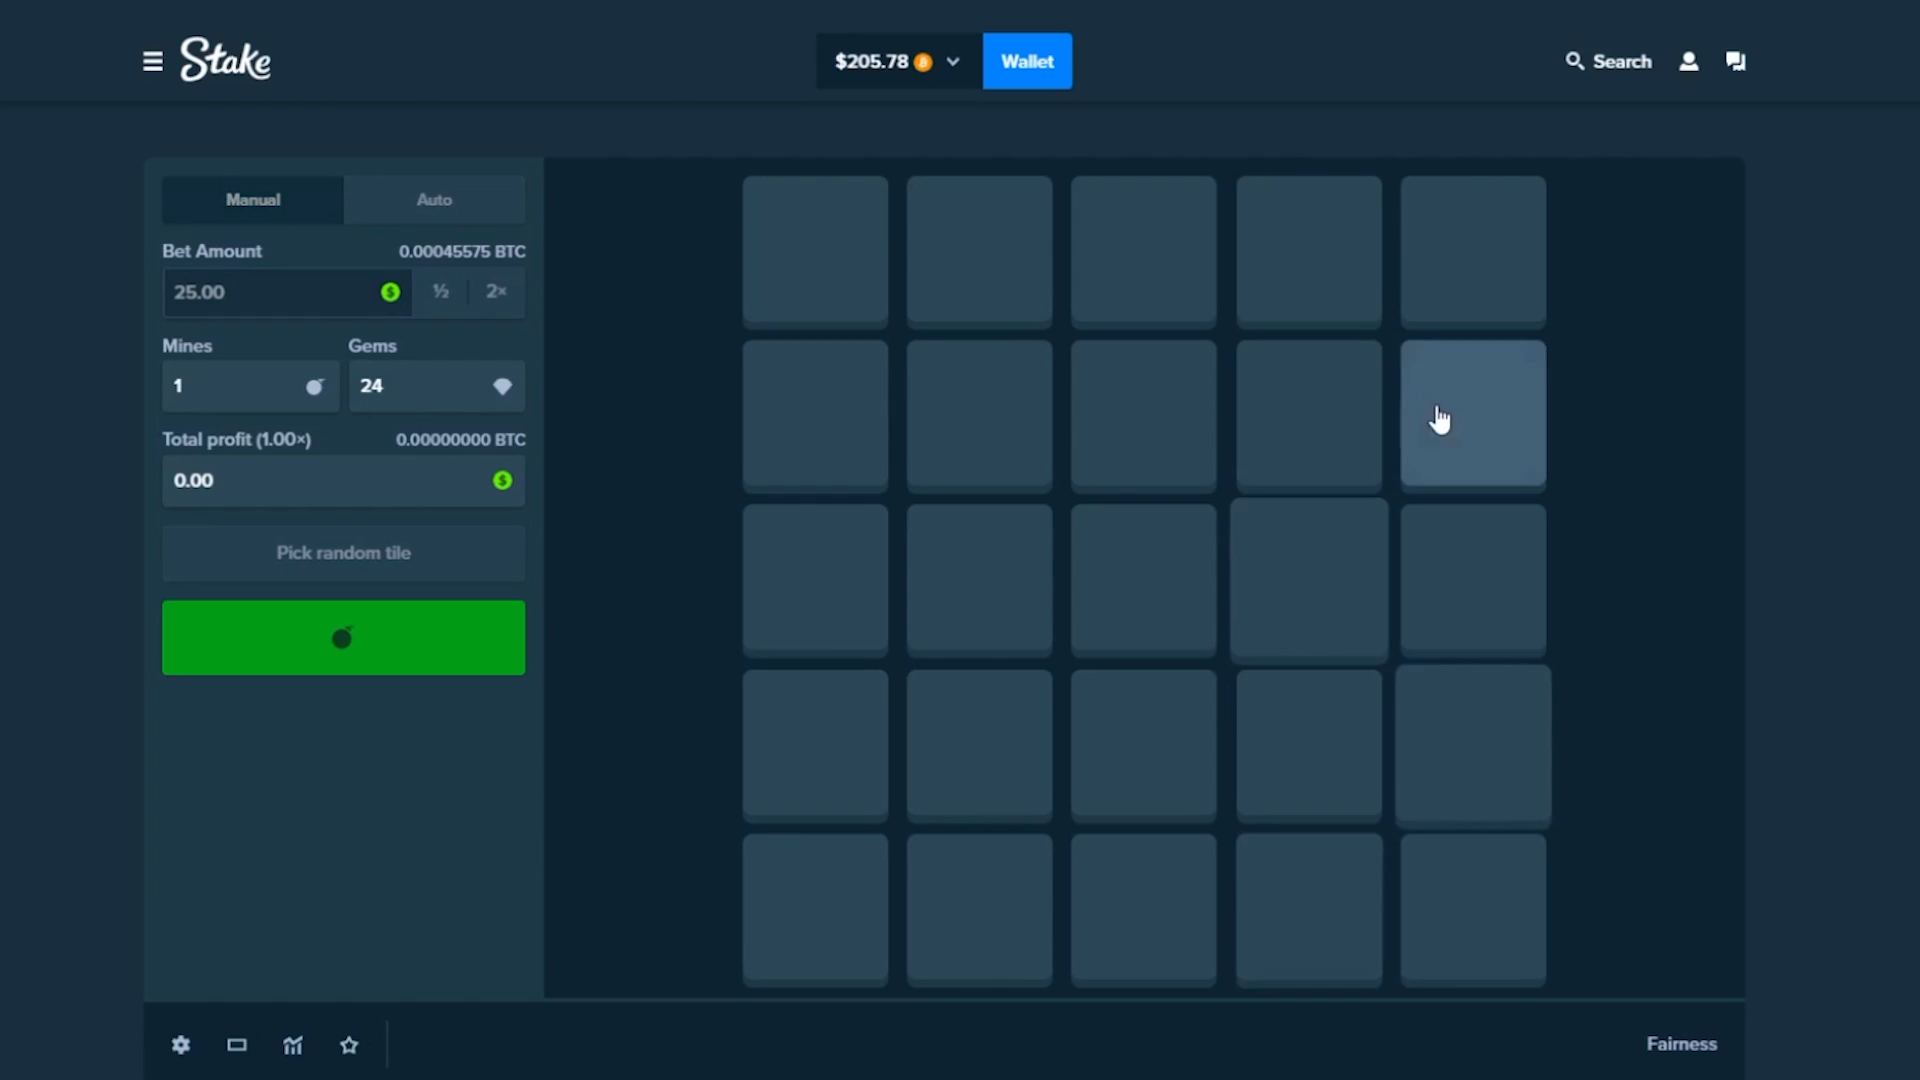 Stake
$205.78
Wallet
Search
Manual
Auto
Bet Amount
0.00045575 BTC
25.00
½
2×
Mines
Gems
1
24
Total profit (1.00×)
0.00000000 BTC
0.00
Pick random tile
Fairness